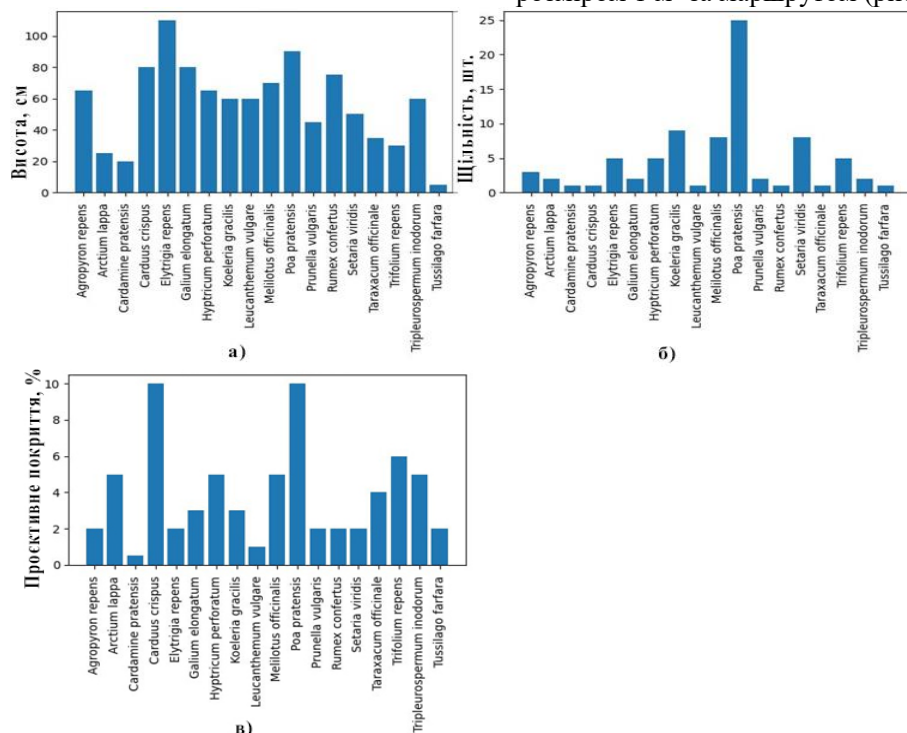 та маршрутом
100
80
60
40
20
0
Висота, см
Agropyron repens
Arctium lappa
Cardamine pratensis
Carduus crispus
Elytrigia repens
Galium elongatum
Hyptricum perforatum
Koeleria gracilis
Leucanthemum vulgare
Melilotus officinalis
Poa pratensis
Prunella vulgaris
Rumex confertus
Setaria viridis
Taraxacum officinale
Trifolium repens
Tripleurospermum inodorum
Tussilago farfara
а)
25
20
15
10
5
0
Щільність, шт.
Agropyron repens
Arctium lappa
Cardamine pratensis
Carduus crispus
Elytrigia repens
Galium elongatum
Hyptricum perforatum
Koeleria gracilis
Leucanthemum vulgare
Melilotus officinalis
Poa pratensis
Prunella vulgaris
Rumex confertus
Setaria viridis
Taraxacum officinale
Trifolium repens
Tripleurospermum inodorum
Tussilago farfara
б)
10
8
6
4
2
0
Проєктивне покриття, %
Agropyron repens
Arctium lappa
Cardamine pratensis
Carduus crispus
Elytrigia repens
Galium elongatum
Hyptricum perforatum
Koeleria gracilis
Leucanthemum vulgare
Melilotus officinalis
Poa pratensis
Prunella vulgaris
Rumex confertus
Setaria viridis
Taraxacum officinale
Trifolium repens
Tripleurospermum inodorum
Tussilago farfara
в)